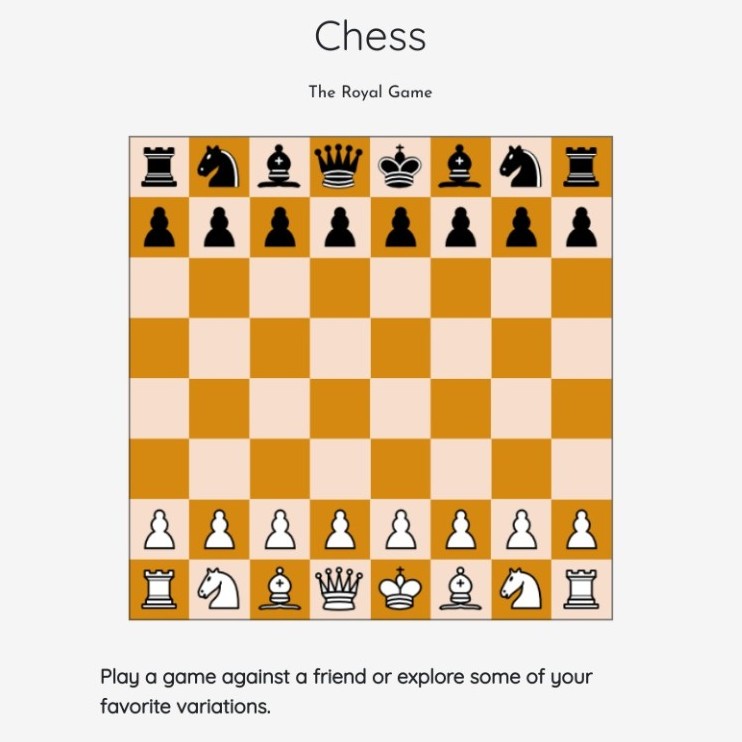 Chess
The Royal Game
Play a game against a friend or explore some of your
favorite variations.